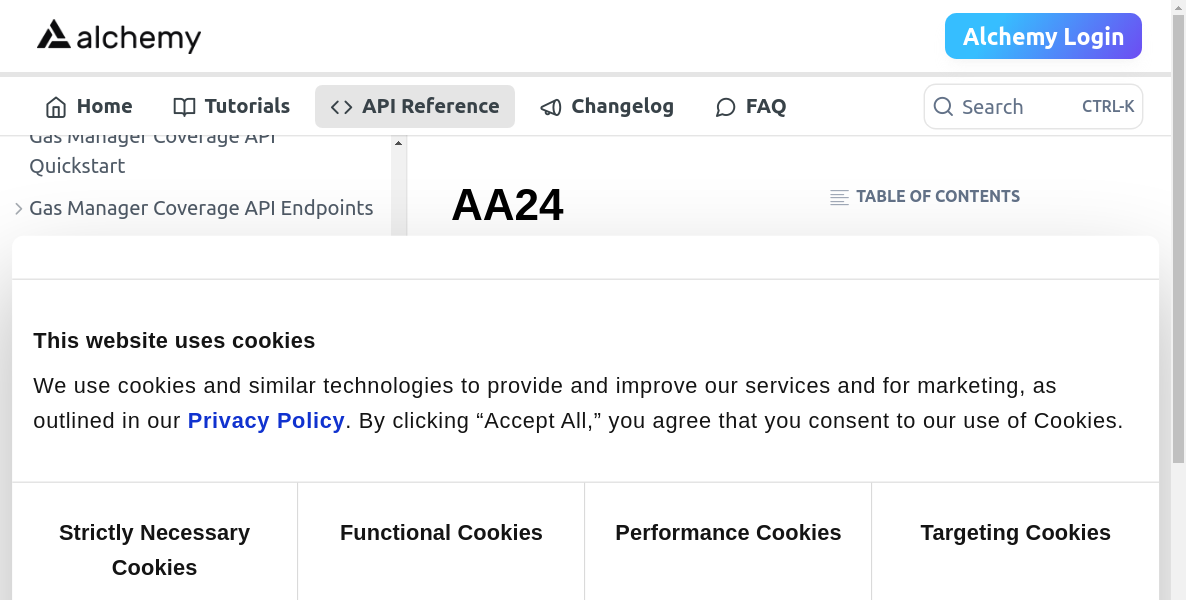 alchemy
Alchemy Login
Home
Tutorials
API Reference
Changelog
FAQ
Search
CTRL-K
Gas Manager Coverage API
Quickstart
Gas Manager Coverage API Endpoints
AA24
TABLE OF CONTENTS
This website uses cookies
We use cookies and similar technologies to provide and improve our services and for marketing, as
outlined in our Privacy Policy. By clicking “Accept All,” you agree that you consent to our use of Cookies.
Strictly Necessary
Cookies
Functional Cookies
Performance Cookies
Targeting Cookies